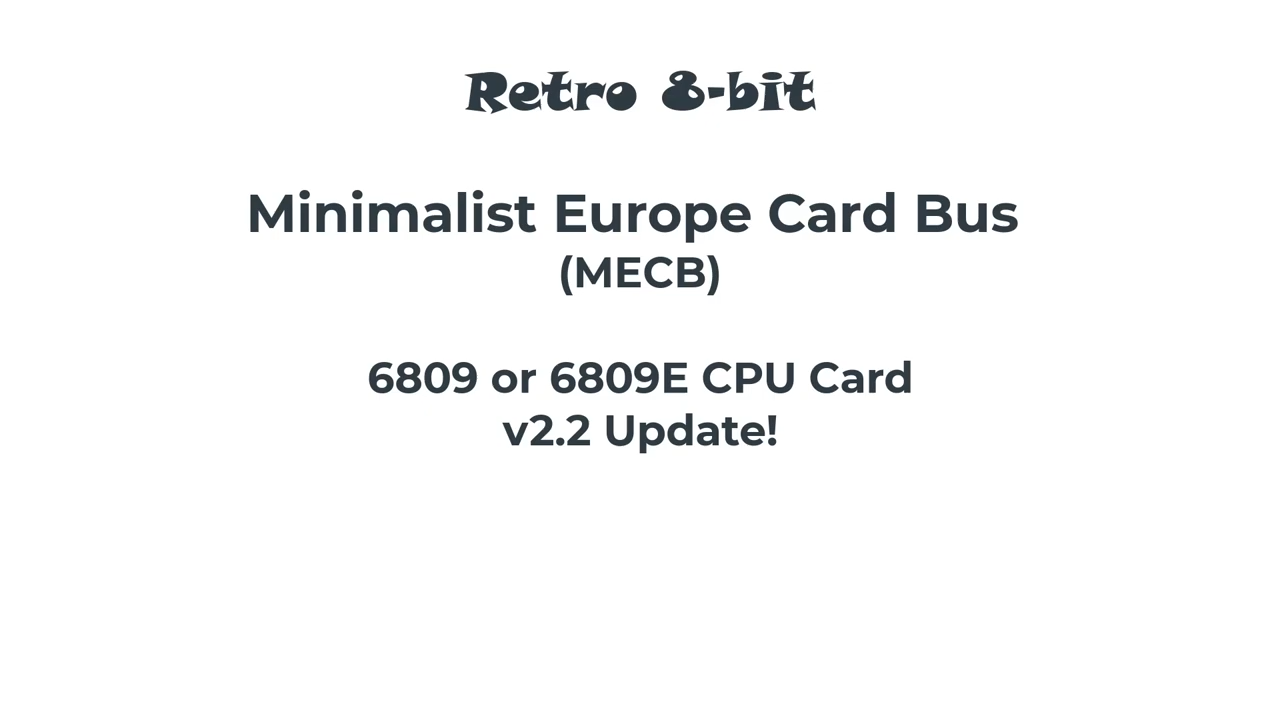 Retro 8-bit
Minimalist Europe Card Bus
(MECB)
6809 or 6809E CPU Card
v2.2 Update!